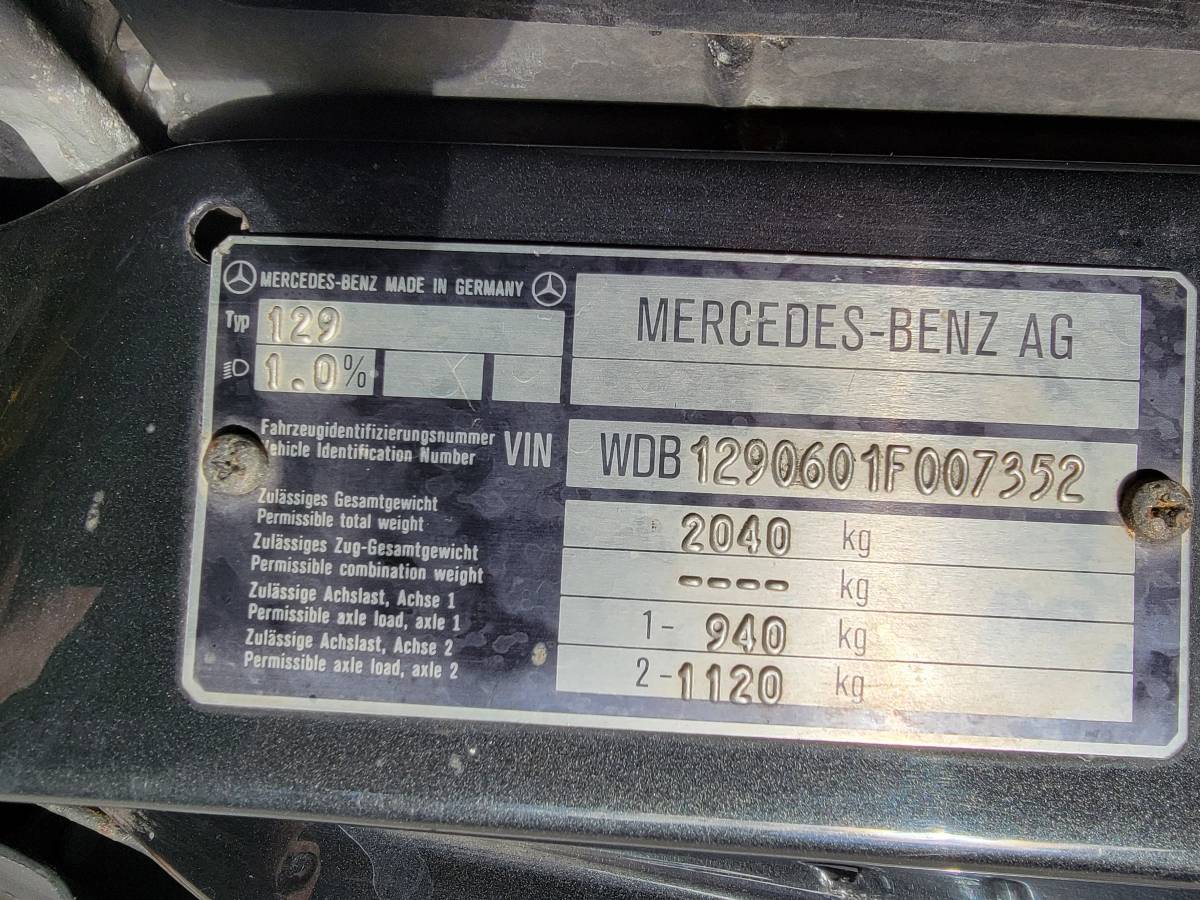 MERCEDES-BENZ MADE IN GERMANY
MERCEDES-BENZ AG
Typ 129
1.0%
Fahrzeugidentifizierungsnummer
Vehicle Identification Number
VIN WDB1290601F007352
Zulässiges Gesamtgewicht
Permissible total weight
2040 kg
Zulässiges Zug-Gesamtgewicht
Permissible combination weight
---- kg
Zulässige Achslast, Achse 1
Permissible axle load, axle 1
1- 940 kg
Zulässige Achslast, Achse 2
Permissible axle load, axle 2
2- 1120 kg